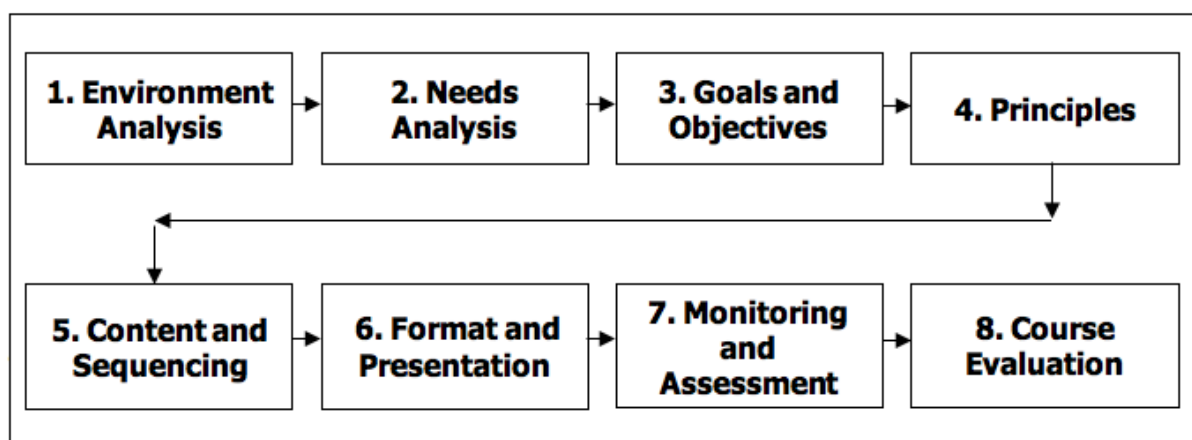 1. Environment
Analysis
2. Needs
Analysis
3. Goals and
Objectives
4. Principles
5. Content and
Sequencing
6. Format and
Presentation
7. Monitoring
and
Assessment
8. Course
Evaluation